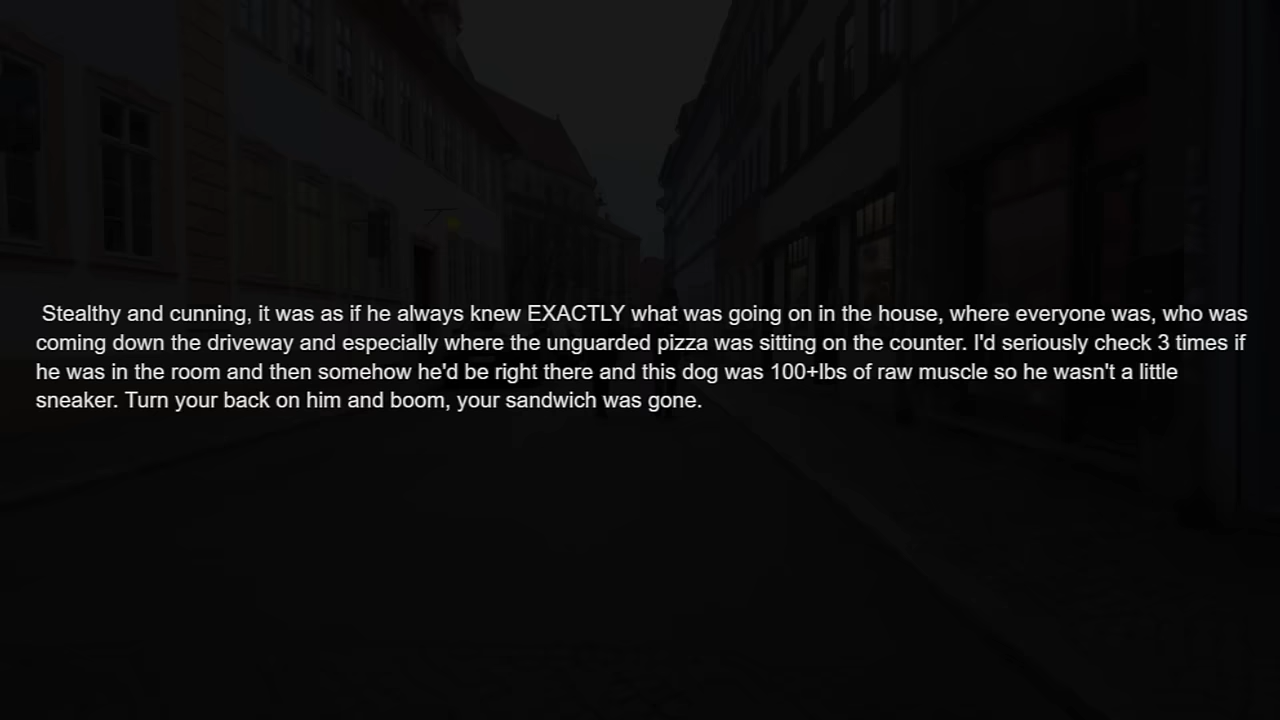 Stealthy and cunning, it was as if he always knew EXACTLY what was going on in the house, where everyone was, who was
coming down the driveway and especially where the unguarded pizza was sitting on the counter. I'd seriously check 3 times if
he was in the room and then somehow he'd be right there and this dog was 100+lbs of raw muscle so he wasn't a little
sneaker. Turn your back on him and boom, your sandwich was gone.